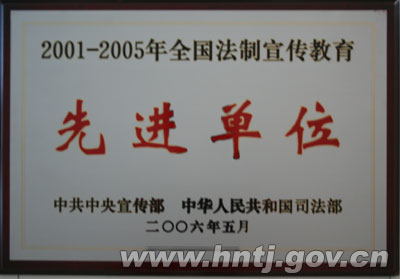 2001-2005年全国法制宣传教育
先进单位
中共中央宣传部 中华人民共和国司法部
二〇〇六年五月
www.hntj.gov.cn